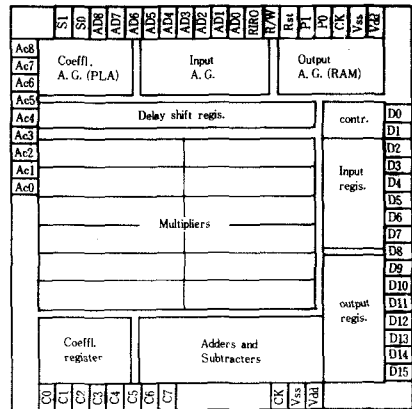 S1 S0 AD8 AD7 AD6 AD5 AD4 AD3 AD2 AD1 AD0 RIRO R/W Rst P1 P0 CK Vss Vdd
Ac8
Ac7
Ac6
Ac5
Ac4
Ac3
Ac2
Ac1
Ac0
Coeffl.
A. G. (PLA)
Input
A. G.
Output
A. G. (RAM)
Delay shift regis.
contr.
Input
regis.
Multipliers
output
regis.
Coeffl.
register
Adders and
Subtracters
D0
D1
D2
D3
D4
D5
D6
D7
D8
D9
D10
D11
D12
D13
D14
D15
C0 C1 C2 C3 C4 C5 C6 C7 CK Vss Vdd